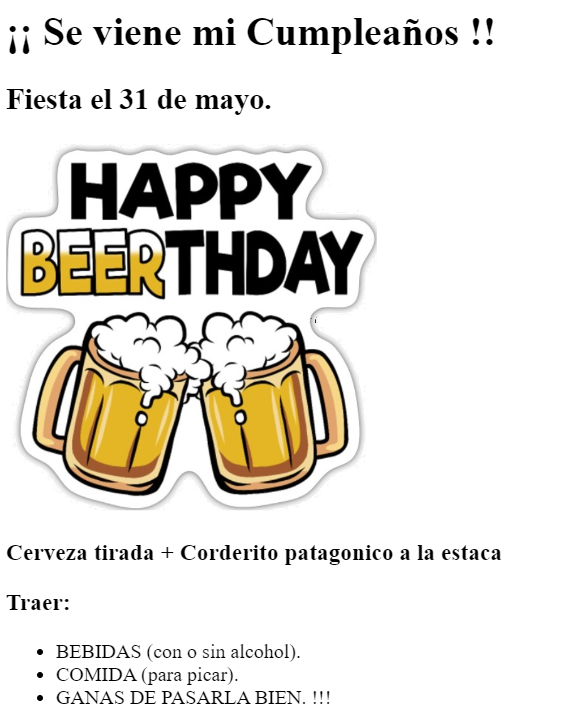 ¡¡ Se viene mi Cumpleaños !!
Fiesta el 31 de mayo.
HAPPY
BEERTHDAY
Cerveza tirada + Corderito patagonico a la estaca
Traer:
• BEBIDAS (con o sin alcohol).
• COMIDA (para picar).
• GANAS DE PASARLA BIEN. !!!